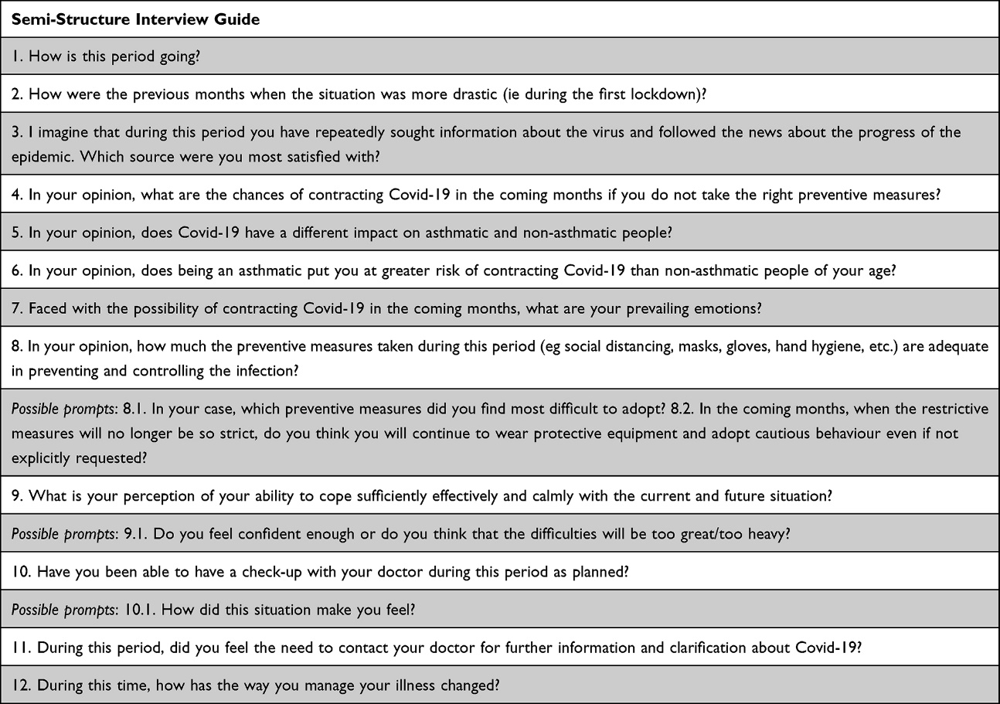 Semi-Structure Interview Guide
1. How is this period going?
2. How were the previous months when the situation was more drastic (ie during the first lockdown)?
3. I imagine that during this period you have repeatedly sought information about the virus and followed the news about the progress of the
epidemic. Which source were you most satisfied with?
4. In your opinion, what are the chances of contracting Covid-19 in the coming months if you do not take the right preventive measures?
5. In your opinion, does Covid-19 have a different impact on asthmatic and non-asthmatic people?
6. In your opinion, does being an asthmatic put you at greater risk of contracting Covid-19 than non-asthmatic people of your age?
7. Faced with the possibility of contracting Covid-19 in the coming months, what are your prevailing emotions?
8. In your opinion, how much the preventive measures taken during this period (eg social distancing, masks, gloves, hand hygiene, etc.) are adequate
in preventing and controlling the infection?
Possible prompts: 8.1. In your case, which preventive measures did you find most difficult to adopt? 8.2. In the coming months, when the restrictive
measures will no longer be so strict, do you think you will continue to wear protective equipment and adopt cautious behaviour even if not
explicitly requested?
9. What is your perception of your ability to cope sufficiently effectively and calmly with the current and future situation?
Possible prompts: 9.1. Do you feel confident enough or do you think that the difficulties will be too great/too heavy?
10. Have you been able to have a check-up with your doctor during this period as planned?
Possible prompts: 10.1. How did this situation make you feel?
11. During this period, did you feel the need to contact your doctor for further information and clarification about Covid-19?
12. During this time, how has the way you manage your illness changed?